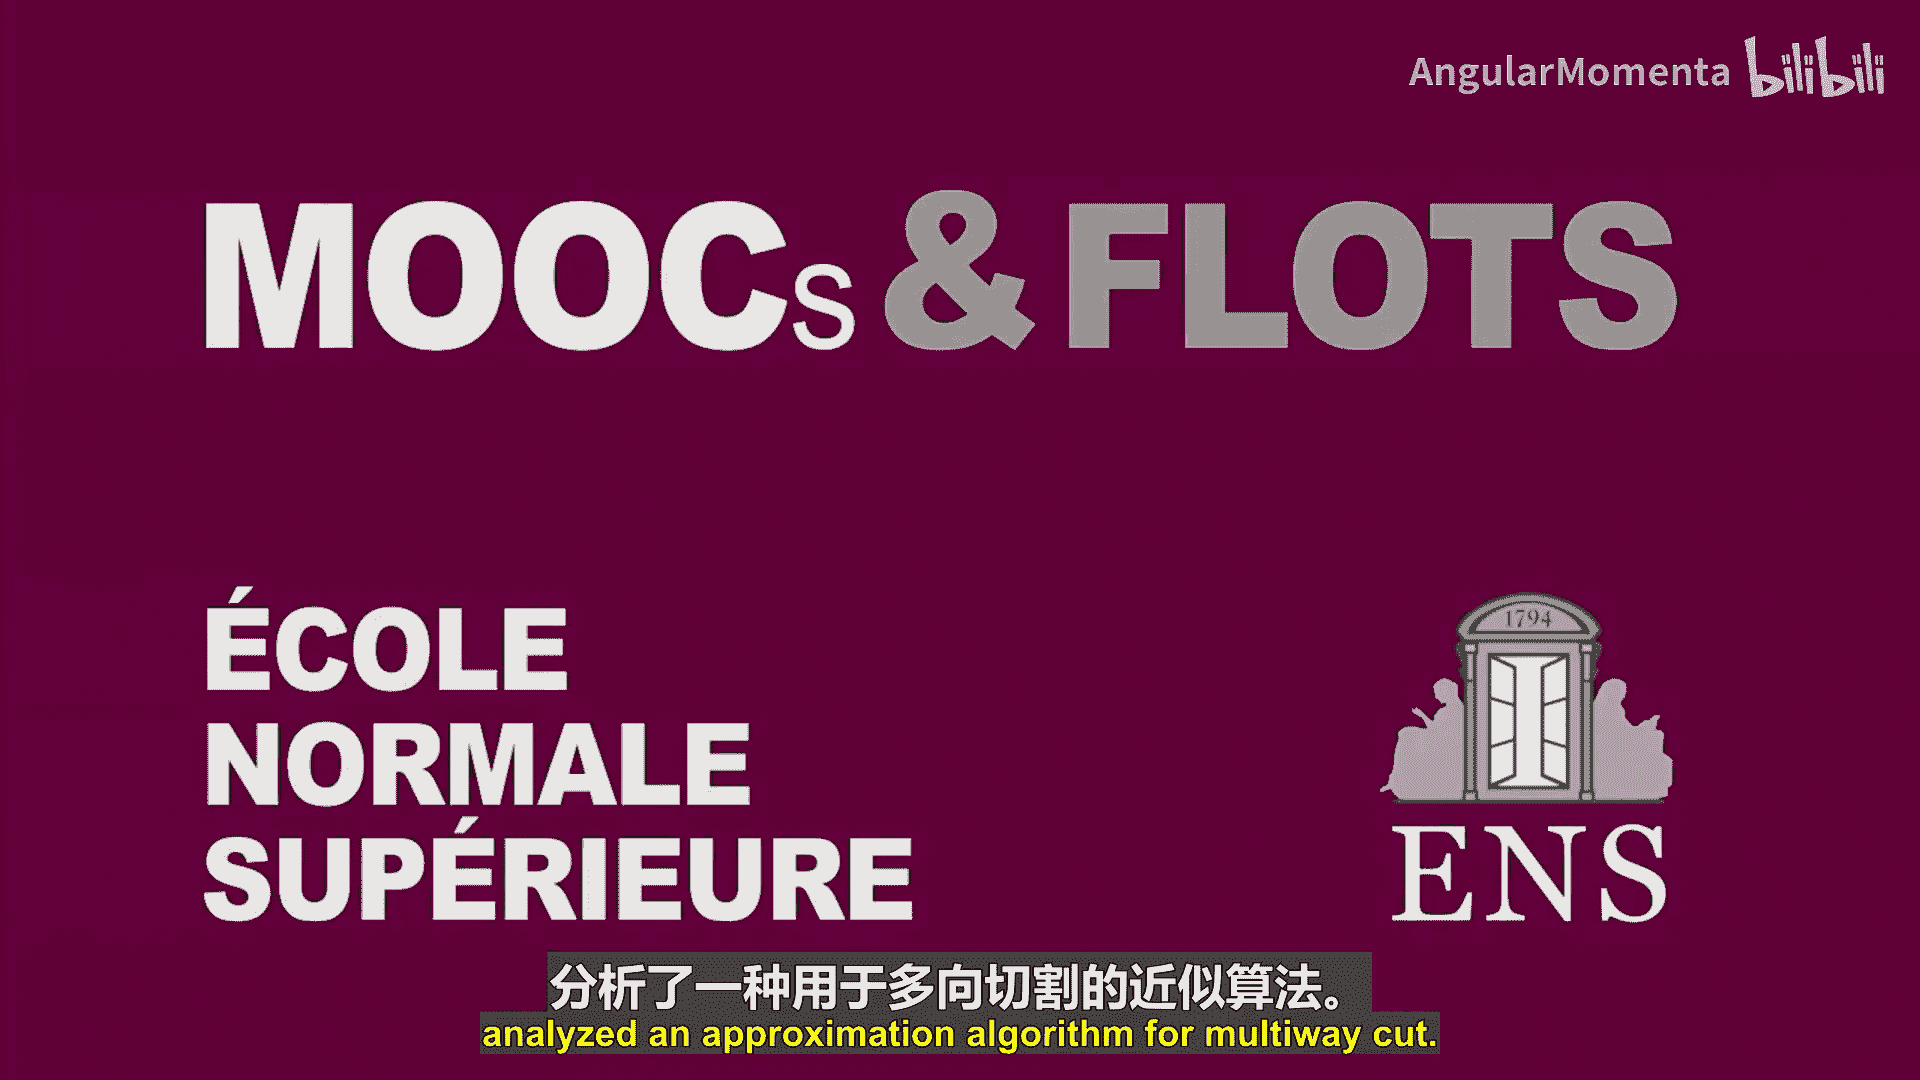 AngularMomenta bilibili
MOOCs & FLOTS
ÉCOLE
NORMALE
SUPÉRIEURE
1794
ENS
分析了一种用于多向切割的近似算法。
analyzed an approximation algorithm for multiway cut.